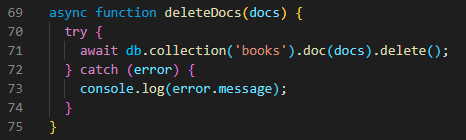 69 async function deleteDocs(docs) {
70   try {
71     await db.collection('books').doc(docs).delete();
72   } catch (error) {
73     console.log(error.message);
74   }
75 }